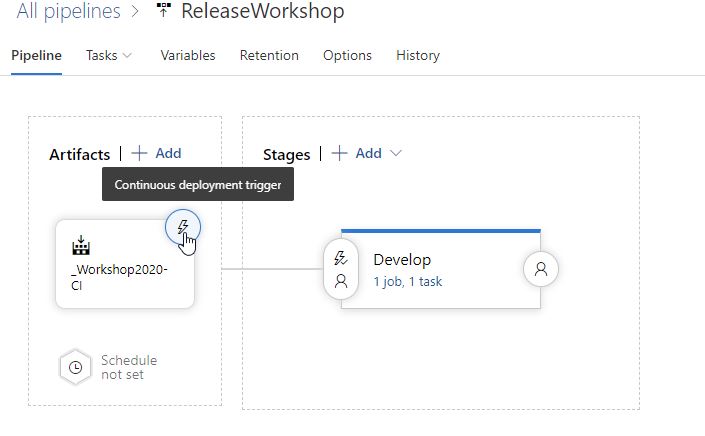 All pipelines > ReleaseWorkshop
Pipeline Tasks Variables Retention Options History
Artifacts | + Add
Stages | + Add
Continuous deployment trigger
_Workshop2020-
CI
Develop
1 job, 1 task
Schedule
not set